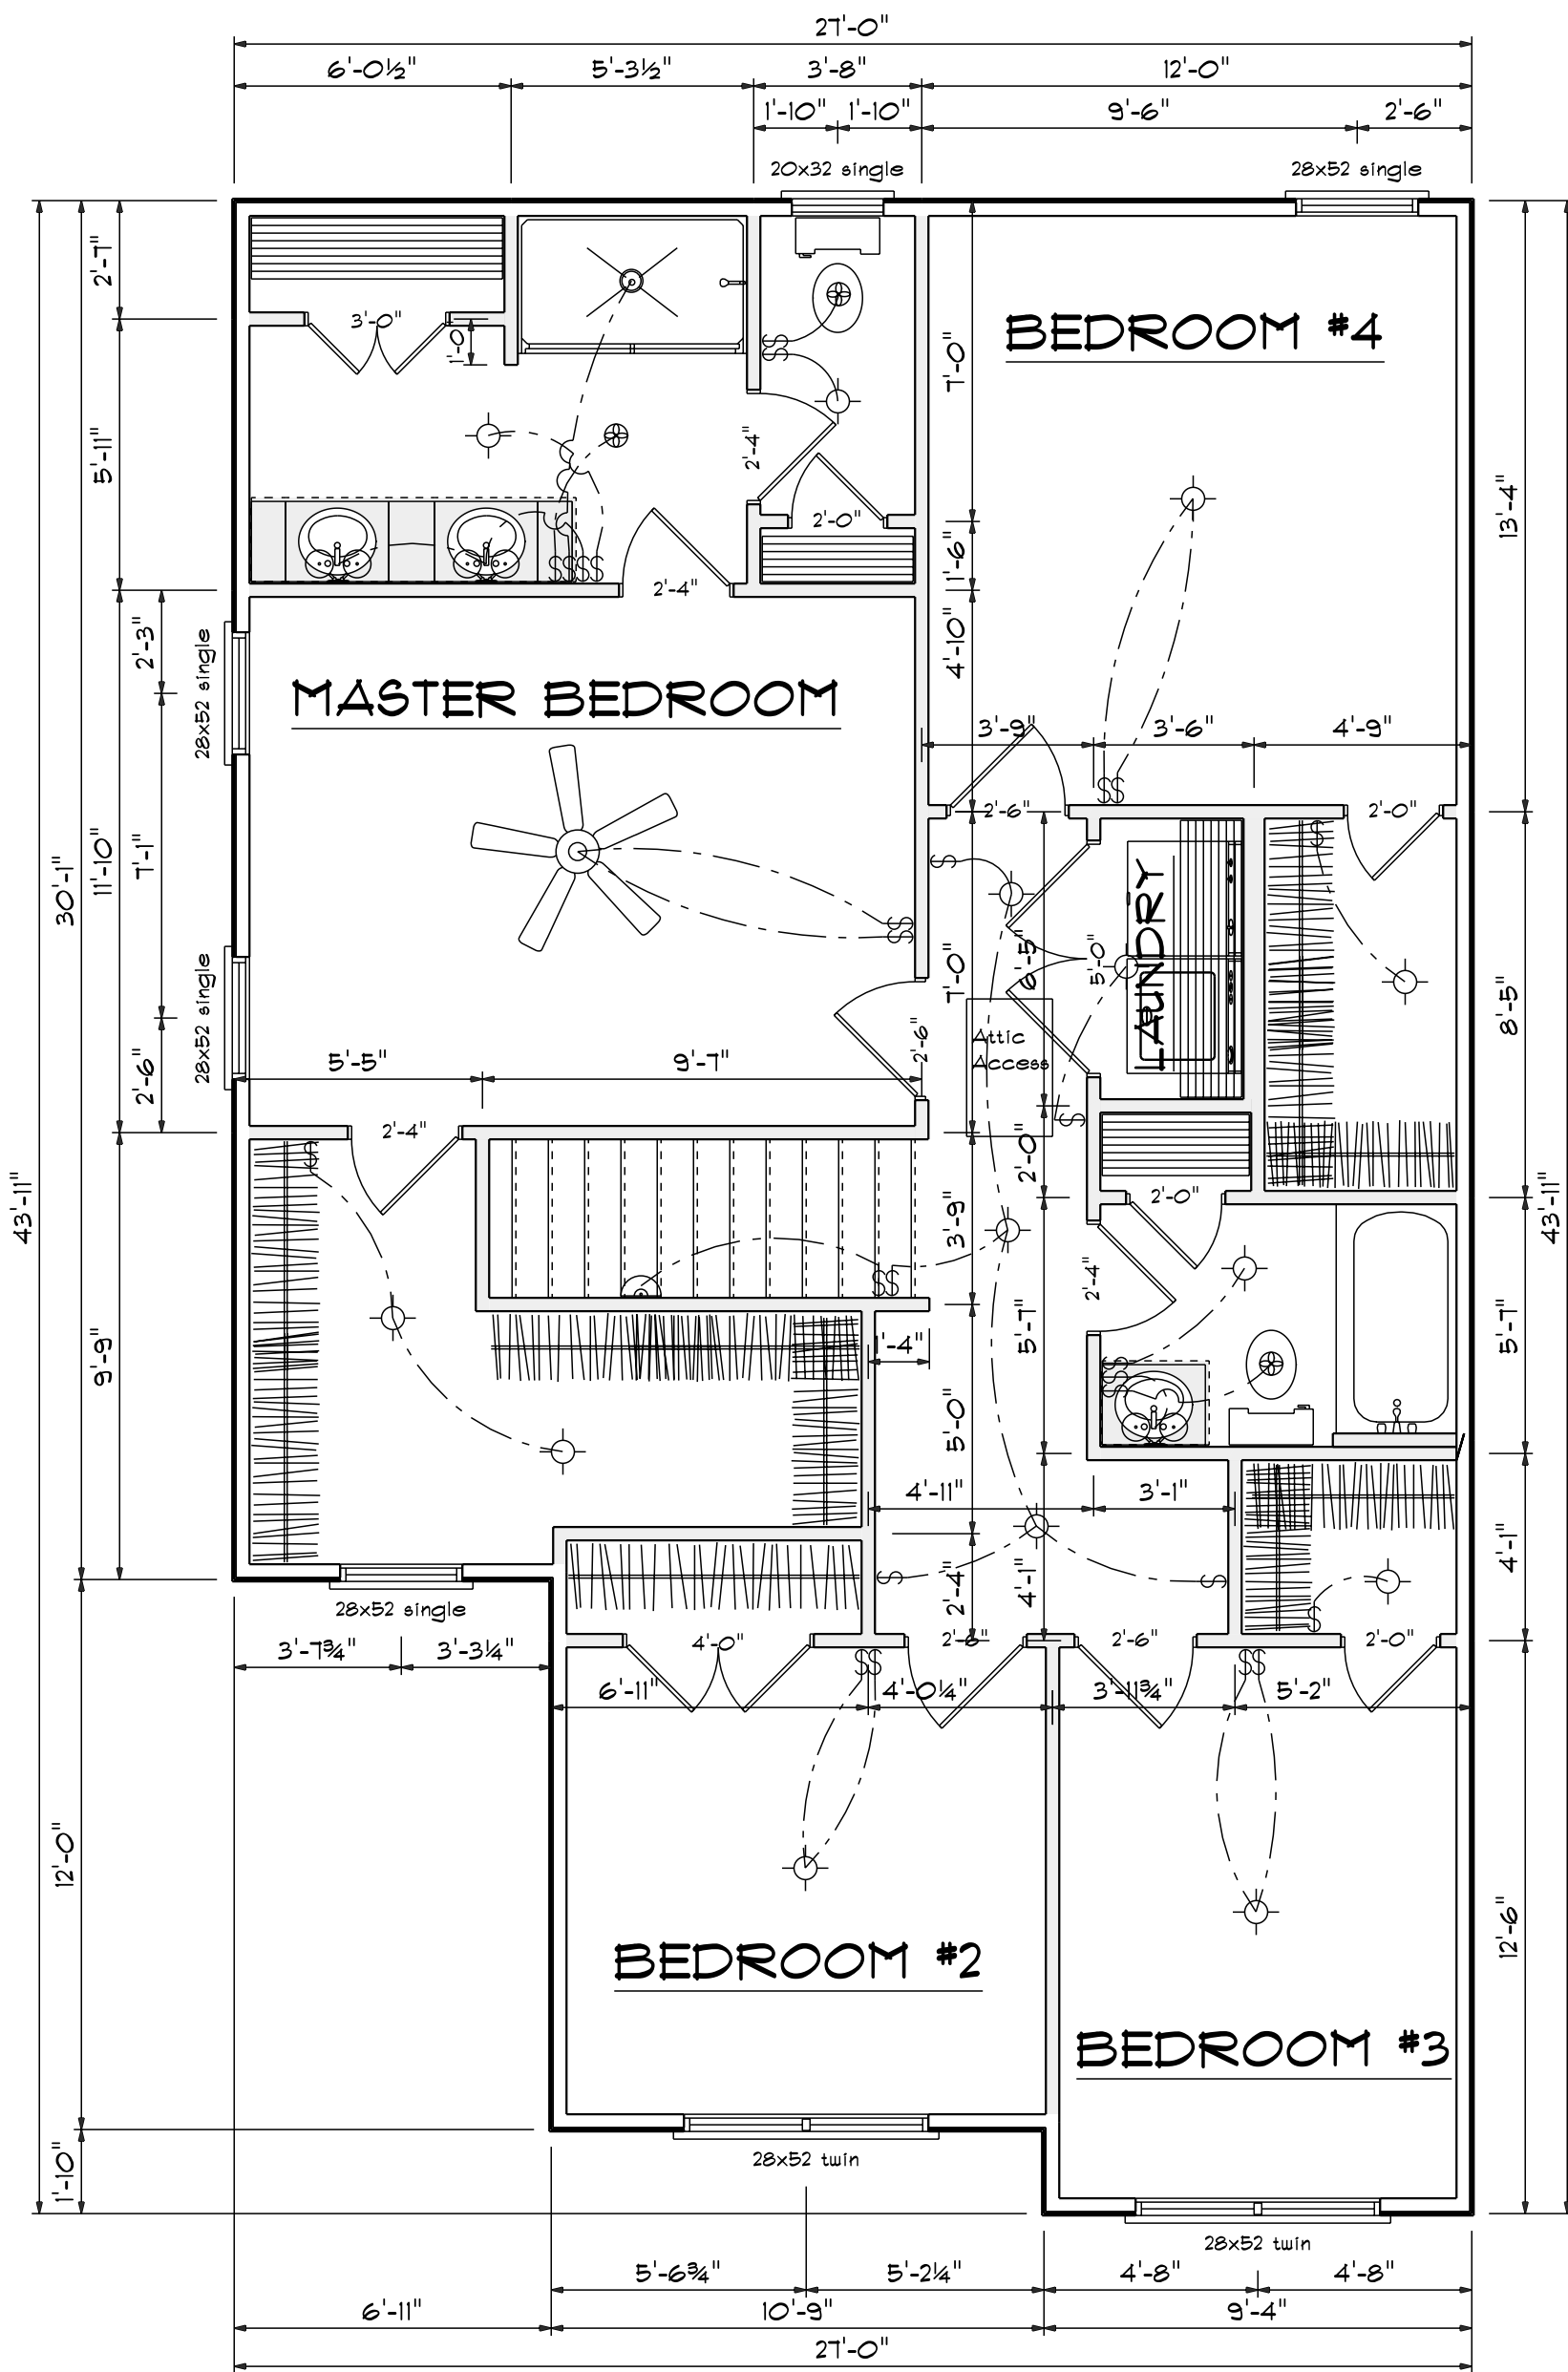 27'-0"
6'-0½" 5'-3½" 3'-8" 12'-0"
1'-10" 1'-10" 9'-6" 2'-6"
20x32 single 28x52 single
2'-7"
3'-0"
1'-0
BEDROOM #4
7'-0"
5'-11"
2'-4"
2'-0"
13'-4"
1'-6"
2'-4"
4'-10"
2'-3"
28x52 single
MASTER BEDROOM
3'-9" 3'-6" 4'-9"
SS
2'-6" 2'-0"
S
S
30'-1"
11'-10"
7'-1"
SS
7'-0"
6'-5"
5'-0"
LAUNDRY
8'-5"
28x52 single
2'-6"
Attic
Access
2'-6"
5'-5" 9'-7"
S
2'-4"
S
2'-0"
43'-11"
43'-11"
2'-0"
3'-9"
2'-4"
SS
9'-9"
1'-4"
5'-7"
5'-7"
SSS
SSSS
SS
5'-0"
4'-11" 3'-1"
4'-1"
2'-4"
4'-1"
S S
S
28x52 single
3'-7¾" 3'-3¼"
4'-0" 2'-6" 2'-6" 2'-0"
SS SS
6'-11" 4'-0¼" 3'-11¾" 5'-2"
12'-0"
12'-6"
BEDROOM #2
BEDROOM #3
1'-10"
28x52 twin
28x52 twin
5'-6¾" 5'-2¼" 4'-8" 4'-8"
6'-11" 10'-9" 9'-4"
27'-0"